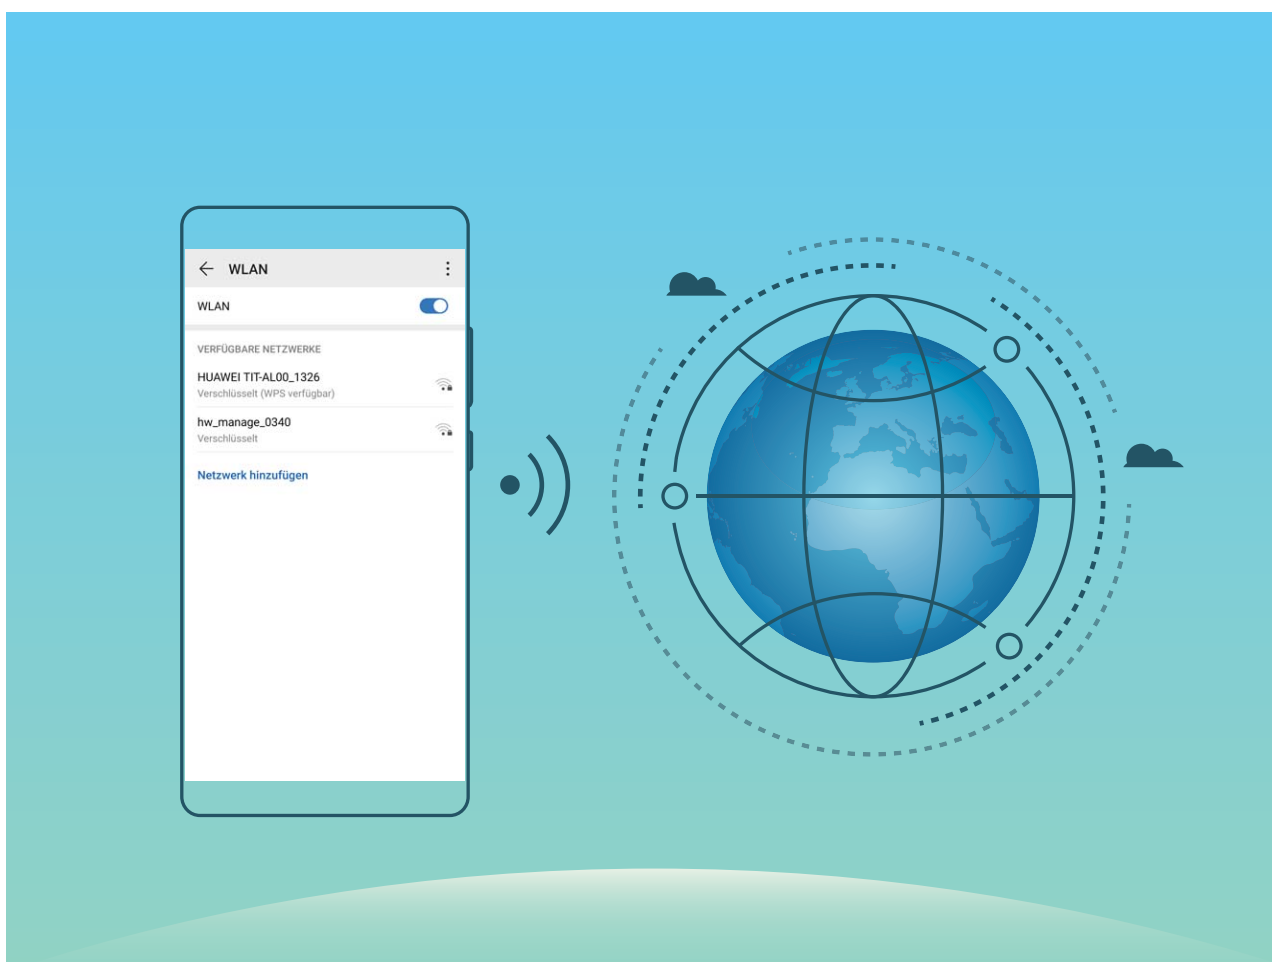 WLAN
WLAN
VERFÜGBARE NETZWERKE
HUAWEI TIT-AL00_1326
Verschlüsselt (WPS verfügbar)
hw_manage_0340
Verschlüsselt
Netzwerk hinzufügen